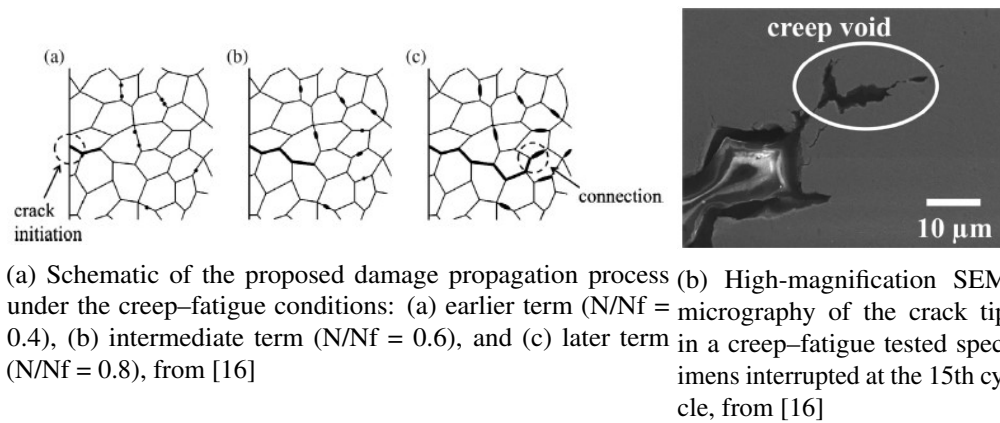 (a)
(b)
(c)
crack
initiation
connection
creep void
10 µm
(a) Schematic of the proposed damage propagation process
under the creep–fatigue conditions: (a) earlier term (N/Nf =
0.4), (b) intermediate term (N/Nf = 0.6), and (c) later term
(N/Nf = 0.8), from [16]
(b) High-magnification SEM
micrography of the crack tip
in a creep–fatigue tested spec
imens interrupted at the 15th cy
cle, from [16]